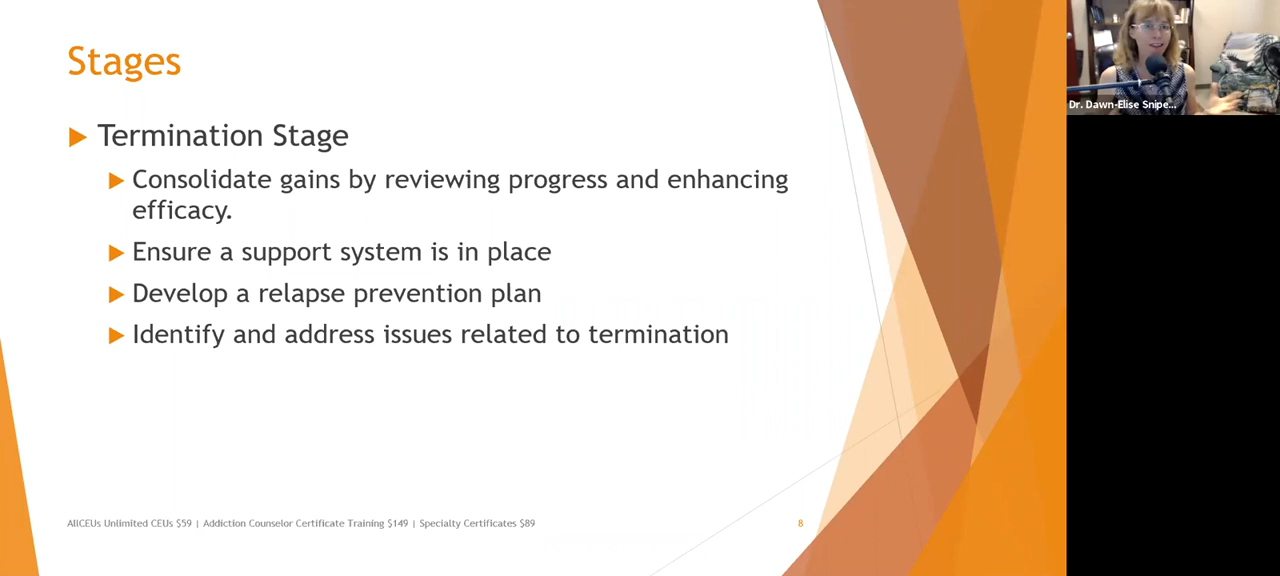 Stages
Termination Stage
Consolidate gains by reviewing progress and enhancing
efficacy.
Ensure a support system is in place
Develop a relapse prevention plan
Identify and address issues related to termination
AllCEUs Unlimited CEUs $59 | Addiction Counselor Certificate Training $149 | Specialty Certificates $89
8
Dr. Dawn-Elise Snipe...